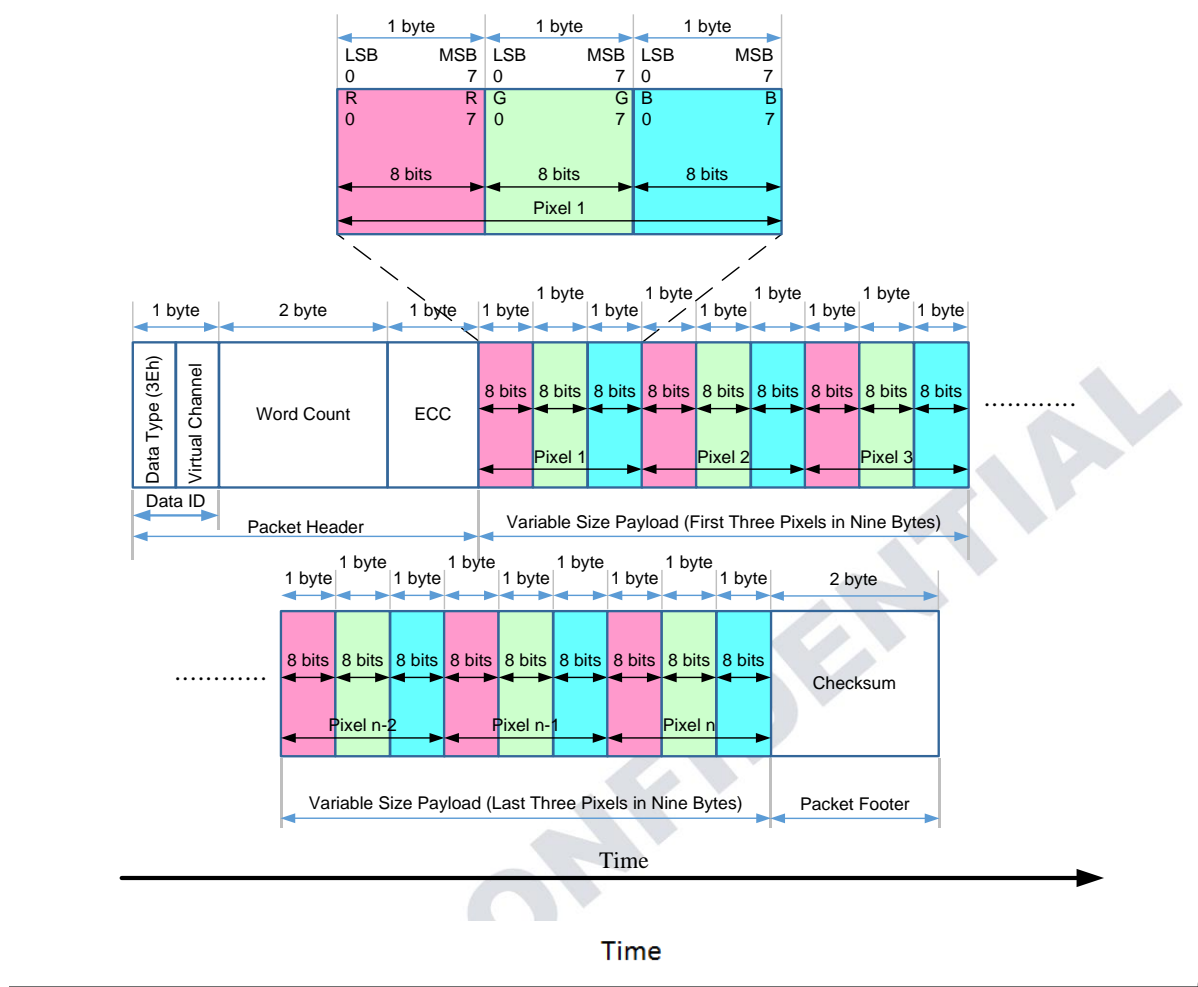 1 byte 1 byte 1 byte
LSB MSB LSB MSB LSB MSB
0 7 0 7 0 7
R R G G B B
0 7 0 7 0 7
8 bits 8 bits 8 bits
Pixel 1
1 byte 1 byte 1 byte
1 byte 2 byte 1 byte 1 byte 1 byte 1 byte 1 byte 1 byte 1 byte
Data Type (3Eh)
Virtual Channel
Word Count
ECC
8 bits 8 bits 8 bits 8 bits 8 bits 8 bits 8 bits 8 bits 8 bits
............
Pixel 1 Pixel 2 Pixel 3
Data ID
Packet Header
Variable Size Payload (First Three Pixels in Nine Bytes)
1 byte 1 byte 1 byte 1 byte
1 byte 1 byte 1 byte 1 byte 1 byte 2 byte
............
8 bits 8 bits 8 bits 8 bits 8 bits 8 bits 8 bits 8 bits 8 bits
Checksum
Pixel n-2 Pixel n-1 Pixel n
Variable Size Payload (Last Three Pixels in Nine Bytes)
Packet Footer
Time
Time
ONFIDENTIAL